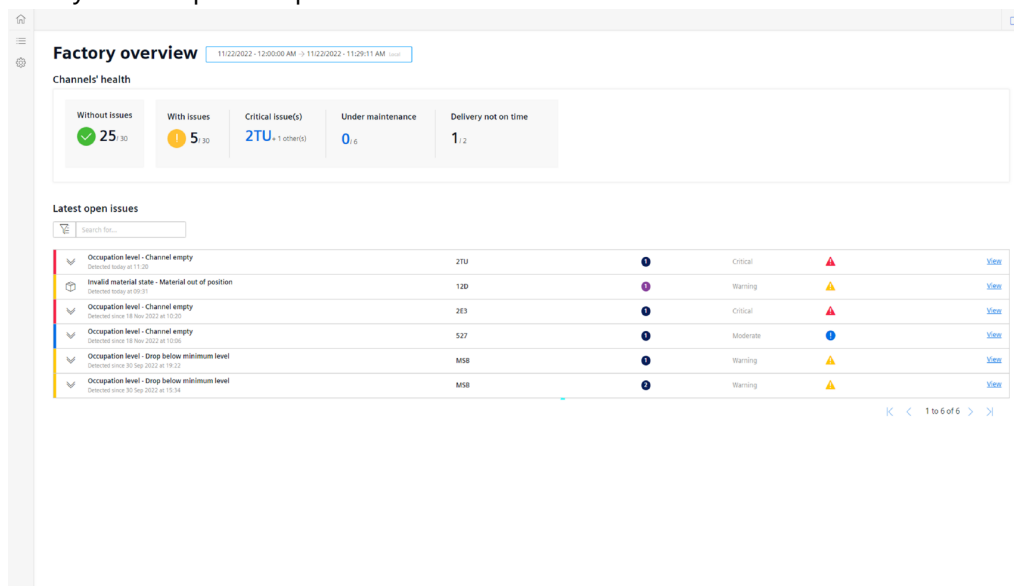 Factory overview
11/22/2022 - 12:00:00 AM -> 11/22/2022 - 11:29:11 AM
Channels' health
Without issues
25 / 30
With issues
5 / 30
Critical issue(s)
2TU + 1 other(s)
Under maintenance
0 / 6
Delivery not on time
1 / 2
Latest open issues
Search for...
Occupation level - Channel empty 2TU 1 Critical View
Detected today at 11:20
Invalid material state - Material out of position 12D 1 Warning View
Detected today at 09:31
Occupation level - Channel empty 2E3 1 Critical View
Detected since 18 Nov 2022 at 10:20
Occupation level - Channel empty 527 1 Moderate View
Detected since 18 Nov 2022 at 10:06
Occupation level - Drop below minimum level MSB 1 Warning View
Detected since 30 Sep 2022 at 19:22
Occupation level - Drop below minimum level MSB 2 Warning View
Detected since 30 Sep 2022 at 15:34
1 to 6 of 6